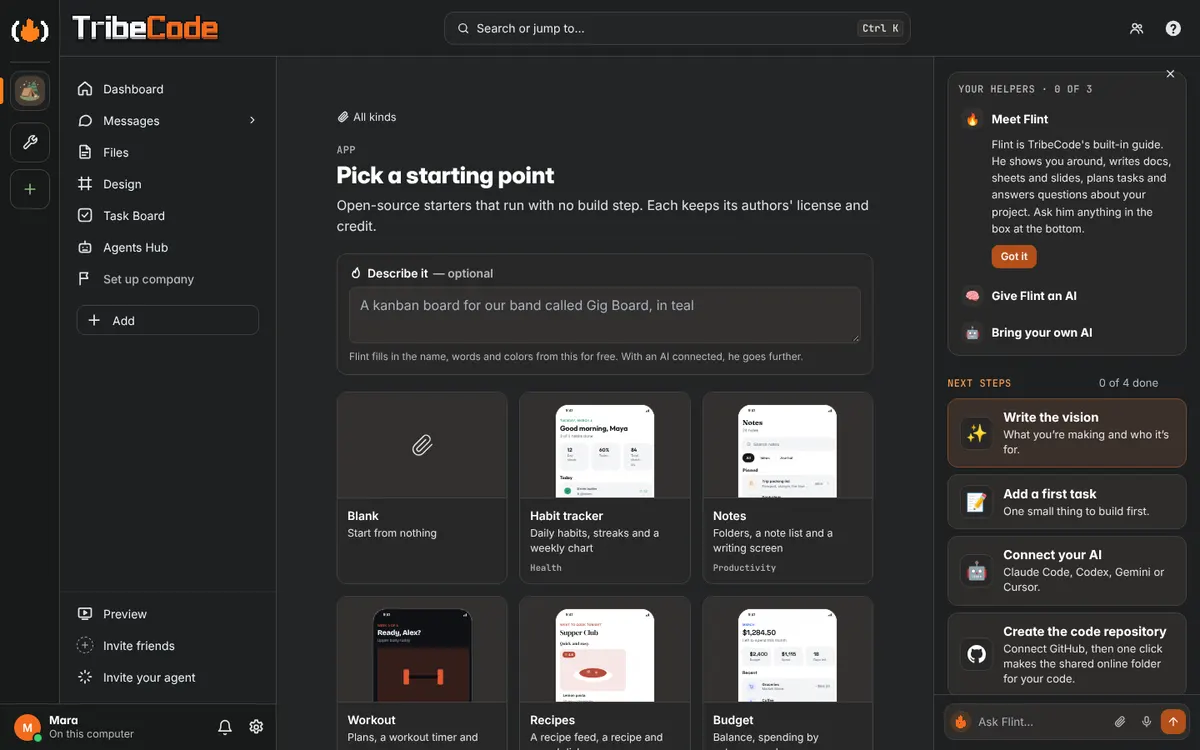 TribeCode
Search or jump to...
Ctrl K
Dashboard
Messages
Files
Design
Task Board
Agents Hub
Set up company
Add
Preview
Invite friends
Invite your agent
M
Mara
On this computer
All kinds
APP
Pick a starting point
Open-source starters that run with no build step. Each keeps its authors' license and
credit.
Describe it — optional
A kanban board for our band called Gig Board, in teal
Flint fills in the name, words and colors from this for free. With an AI connected, he goes further.
Blank
Start from nothing
Good morning, Maya
12
60%
84
Today
Habit tracker
Daily habits, streaks and a
weekly chart
Health
Notes
Pinned
Notes
Folders, a note list and a
writing screen
Productivity
Ready, Alex?
Workout
Plans, a workout timer and
Supper Club
Recipes
A recipe feed, a recipe and
$1,284.50
$2,400
$1,115
18
Recent
Budget
Balance, spending by
YOUR HELPERS · 0 OF 3
Meet Flint
Flint is TribeCode's built-in guide.
He shows you around, writes docs,
sheets and slides, plans tasks and
answers questions about your
project. Ask him anything in the
box at the bottom.
Got it
Give Flint an AI
Bring your own AI
NEXT STEPS
0 of 4 done
Write the vision
What you're making and who it's
for.
Add a first task
One small thing to build first.
Connect your AI
Claude Code, Codex, Gemini or
Cursor.
Create the code repository
Connect GitHub, then one click
makes the shared online folder
for your code.
Ask Flint...